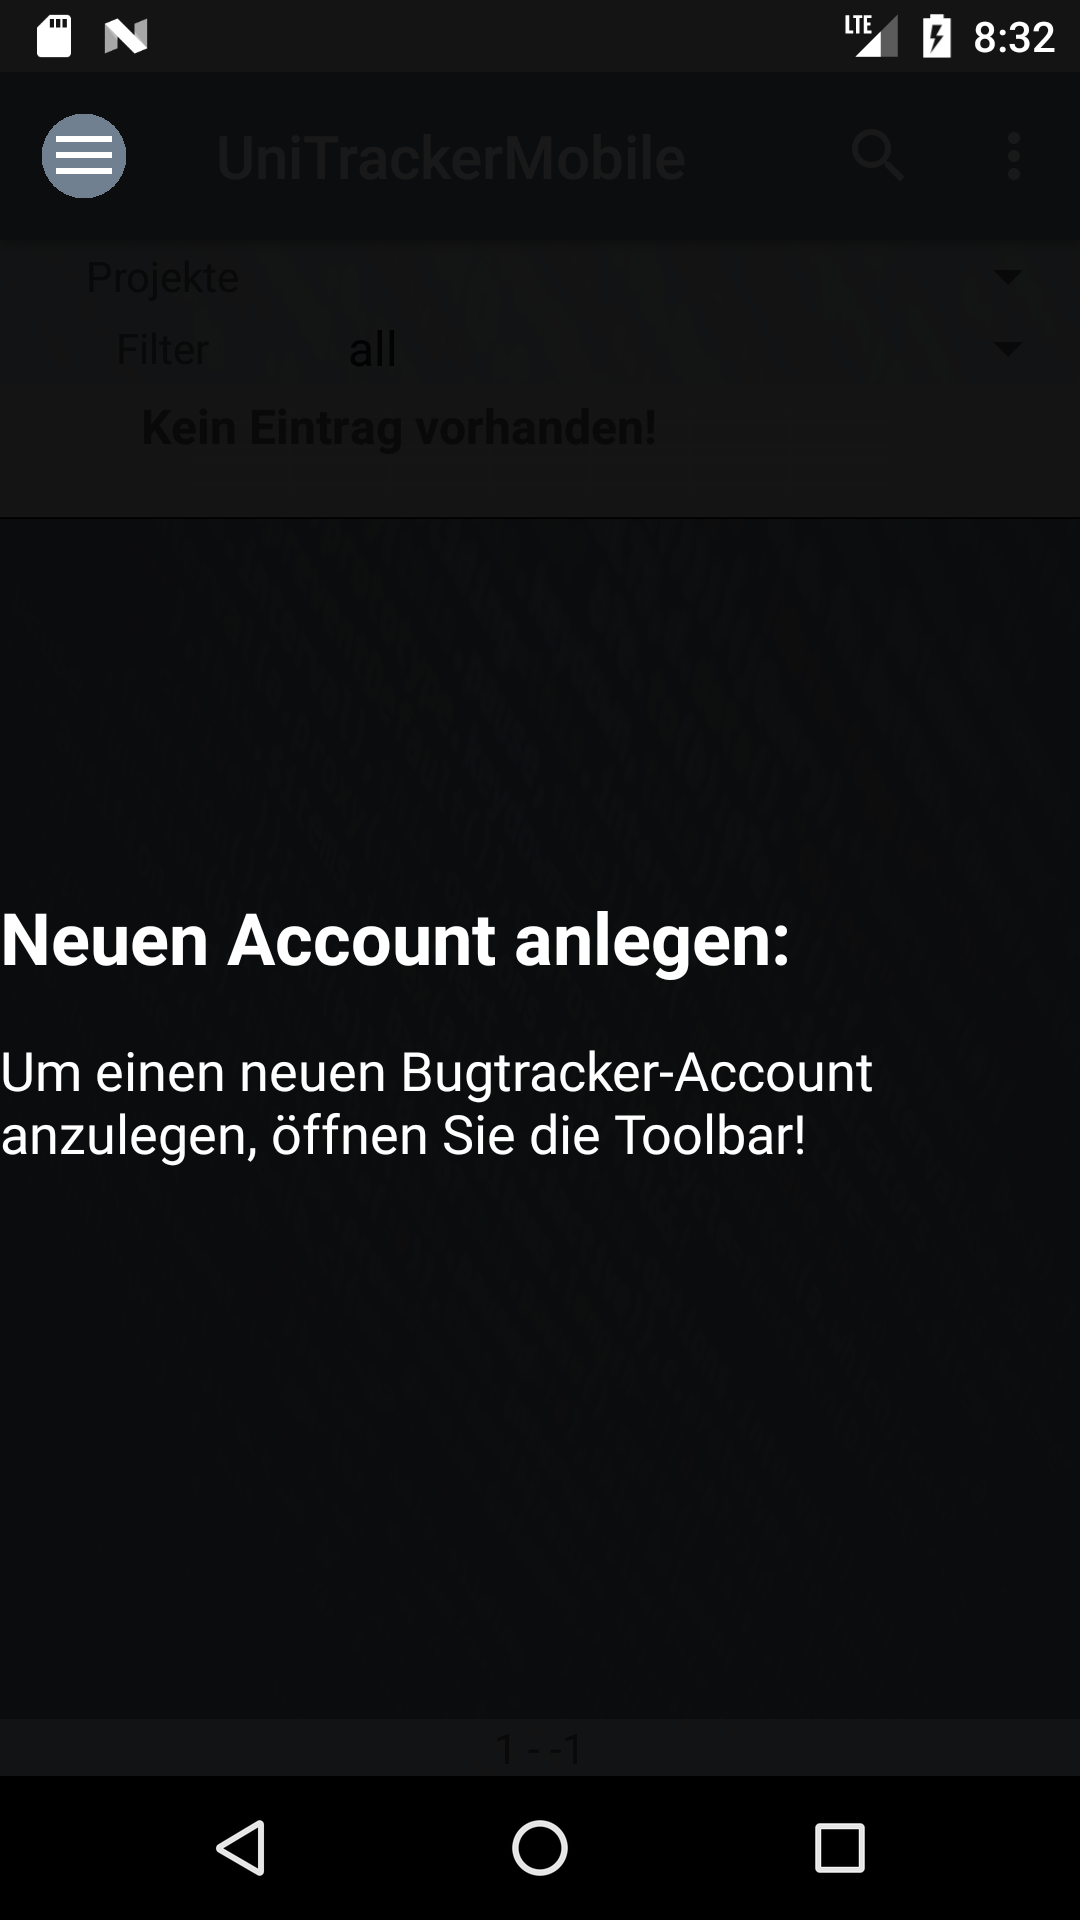 LTE 8:32
UniTrackerMobile
Projekte
Filter all
Kein Eintrag vorhanden!
Neuen Account anlegen:
Um einen neuen Bugtracker-Account
anzulegen, öffnen Sie die Toolbar!
1 - -1